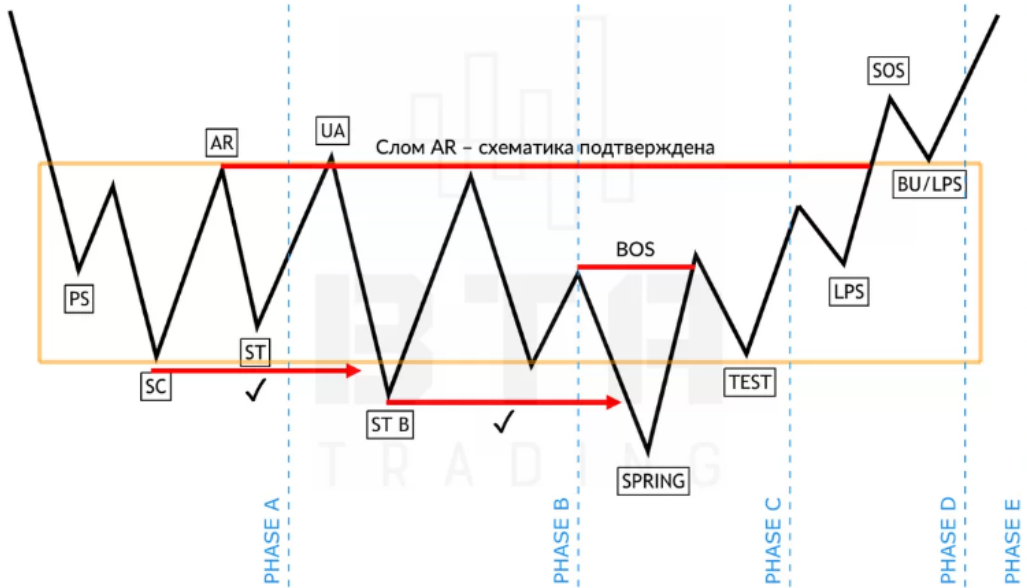 SOS
UA
AR
Слом AR – схематика подтверждена
BU/LPS
BOS
PS
LPS
ST
SC
TEST
ST B
BTA
TRADING
SPRING
PHASE A
PHASE B
PHASE C
PHASE D
PHASE E